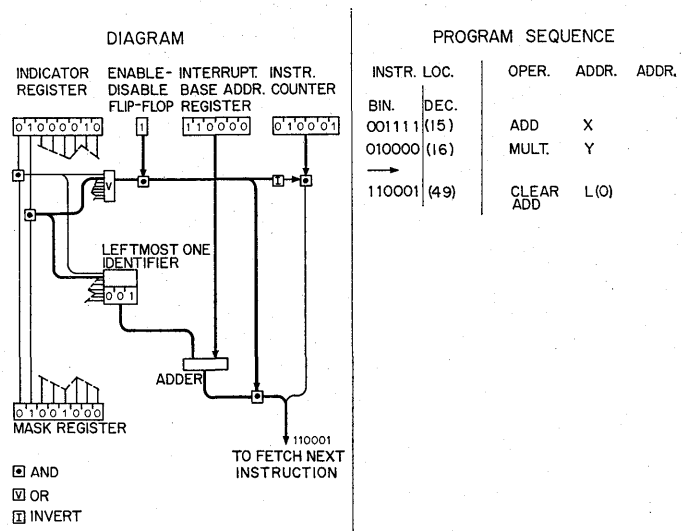 DIAGRAM
INDICATOR REGISTER
ENABLE-DISABLE FLIP-FLOP
INTERRUPT. BASE ADDR. REGISTER
INSTR. COUNTER
0 1 0 0 0 0 1 0
1
1 1 0 0 0 0
0 1 0 0 0 1
V
I
LEFTMOST ONE
IDENTIFIER
0 0 1
ADDER
0 1 0 0 1 0 0 0
MASK REGISTER
110001
TO FETCH NEXT
INSTRUCTION
AND
V OR
I INVERT
PROGRAM SEQUENCE
INSTR. LOC. OPER. ADDR. ADDR.
BIN. DEC.
001111 (15) ADD X
010000 (16) MULT. Y
110001 (49) CLEAR L(0)
ADD